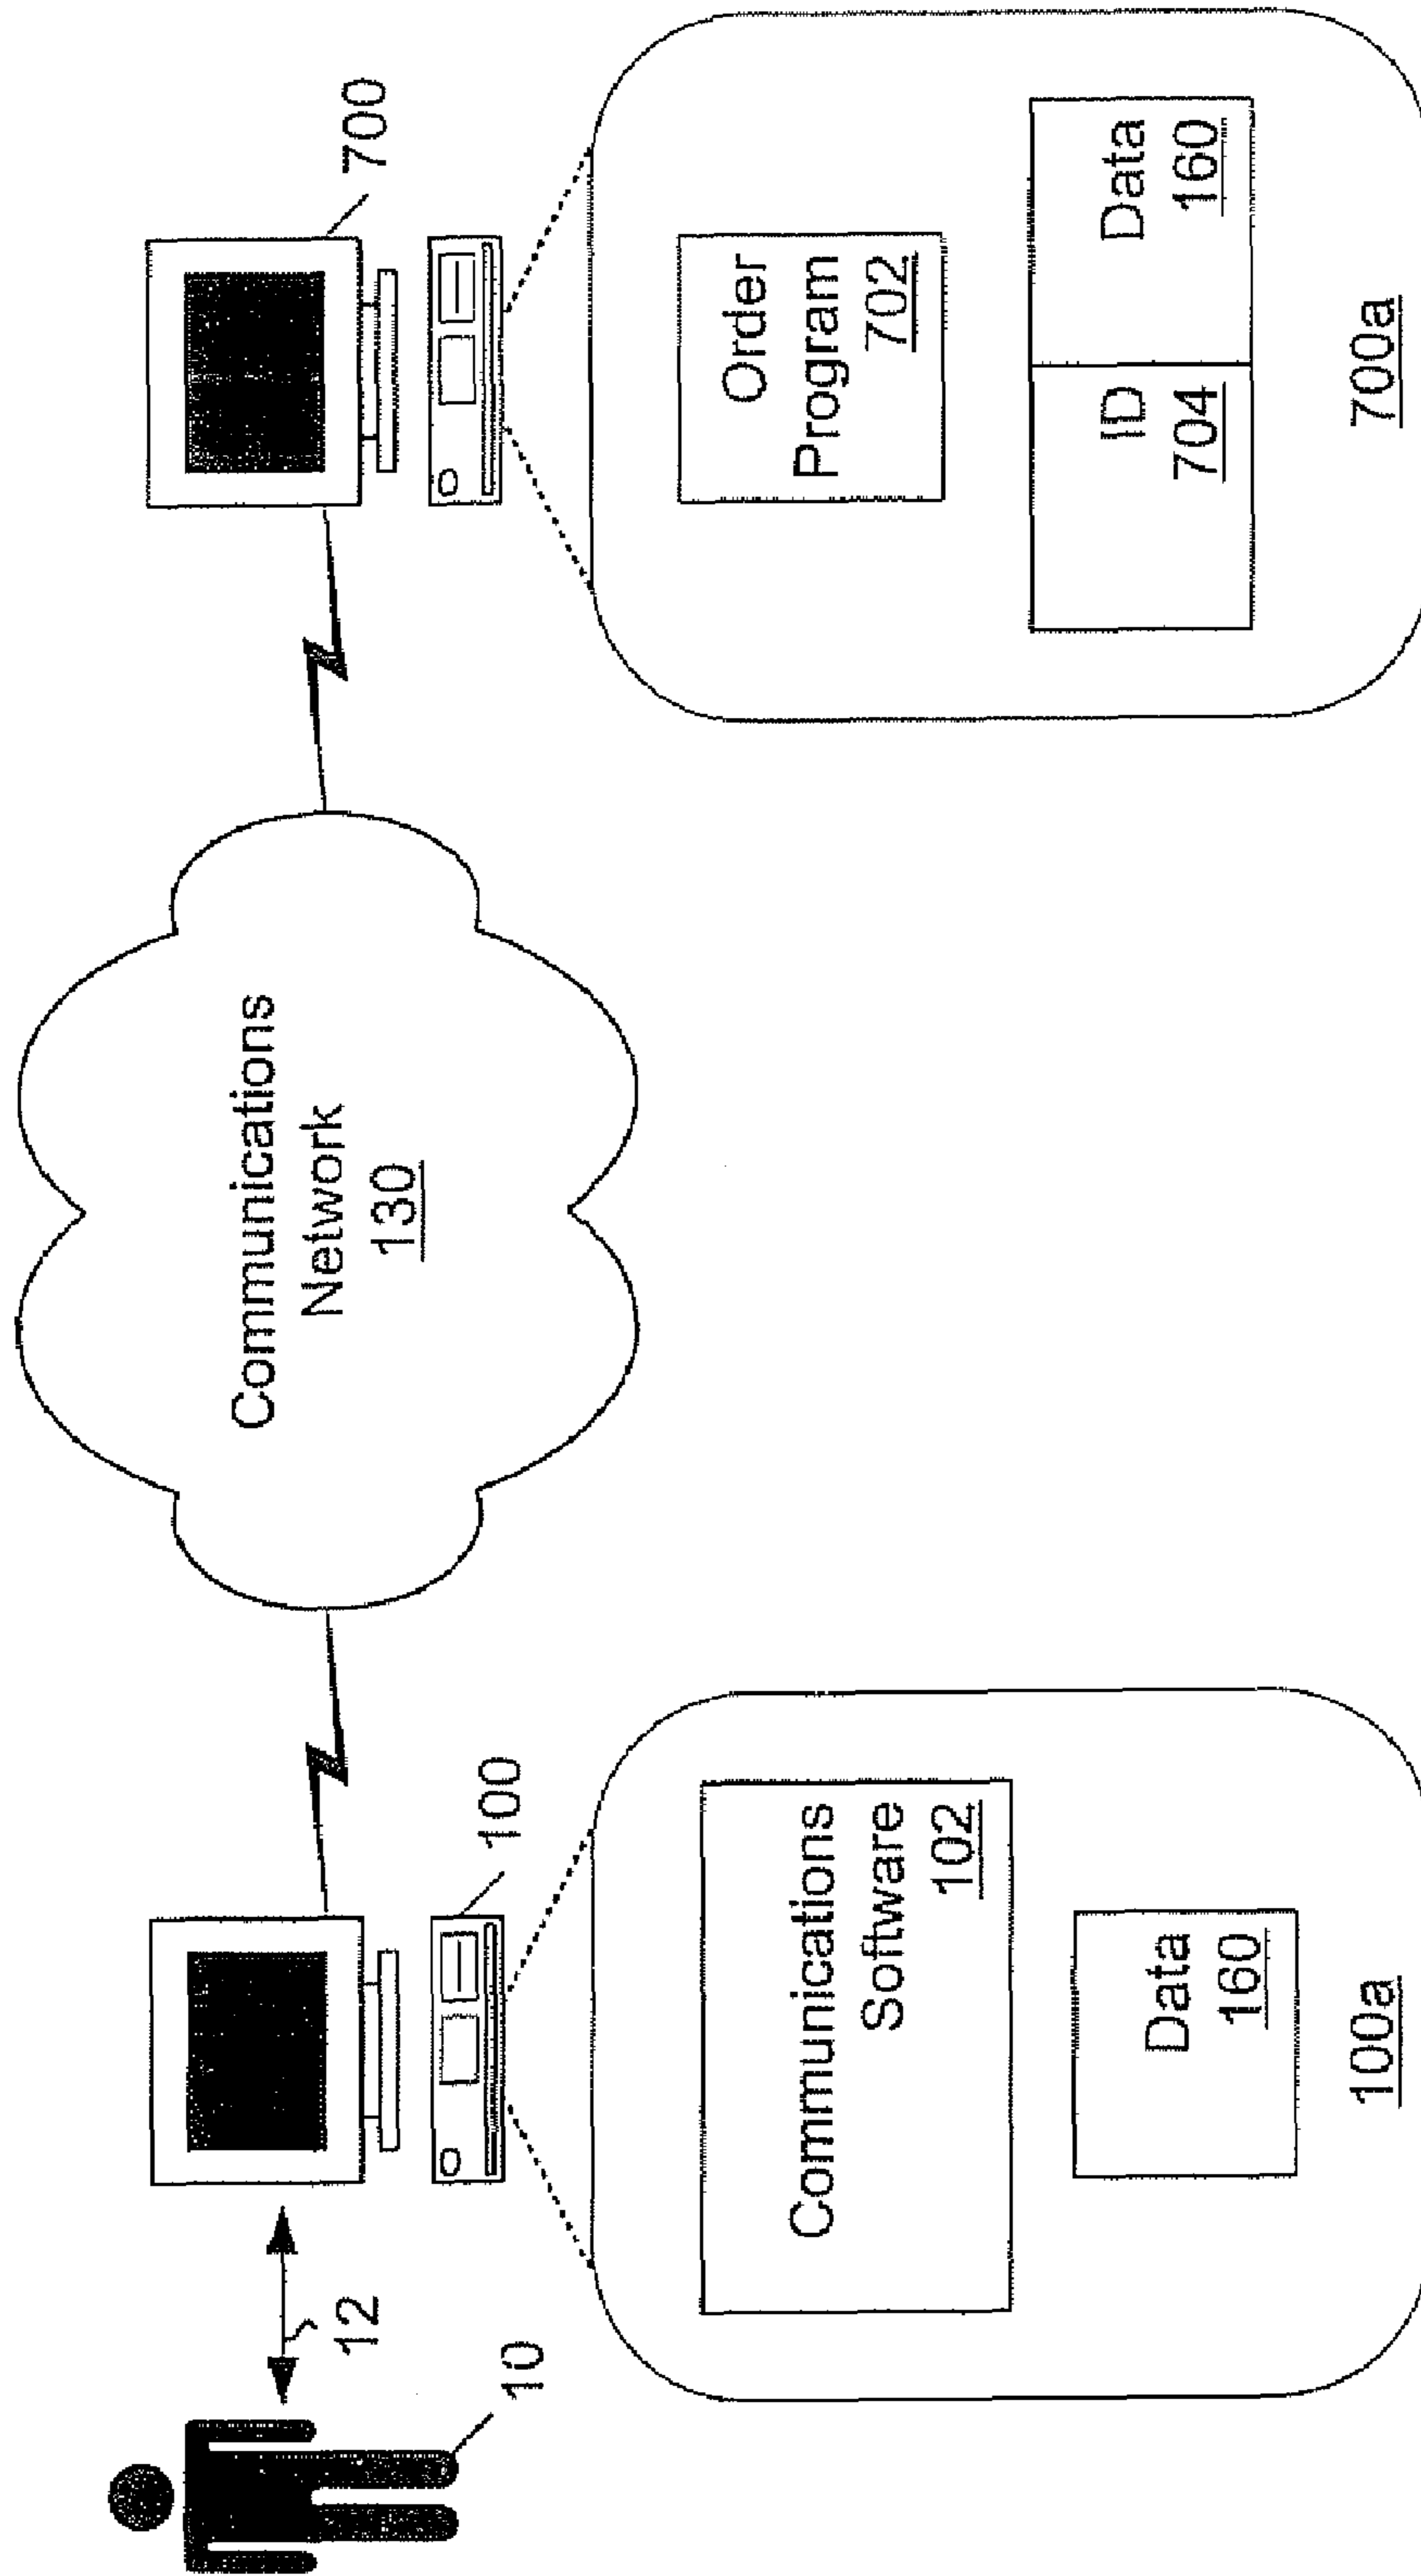 10
12
100
Communications
Software
102
Data
160
100a
Communications
Network
130
700
Order
Program
702
ID
704
Data
160
700a